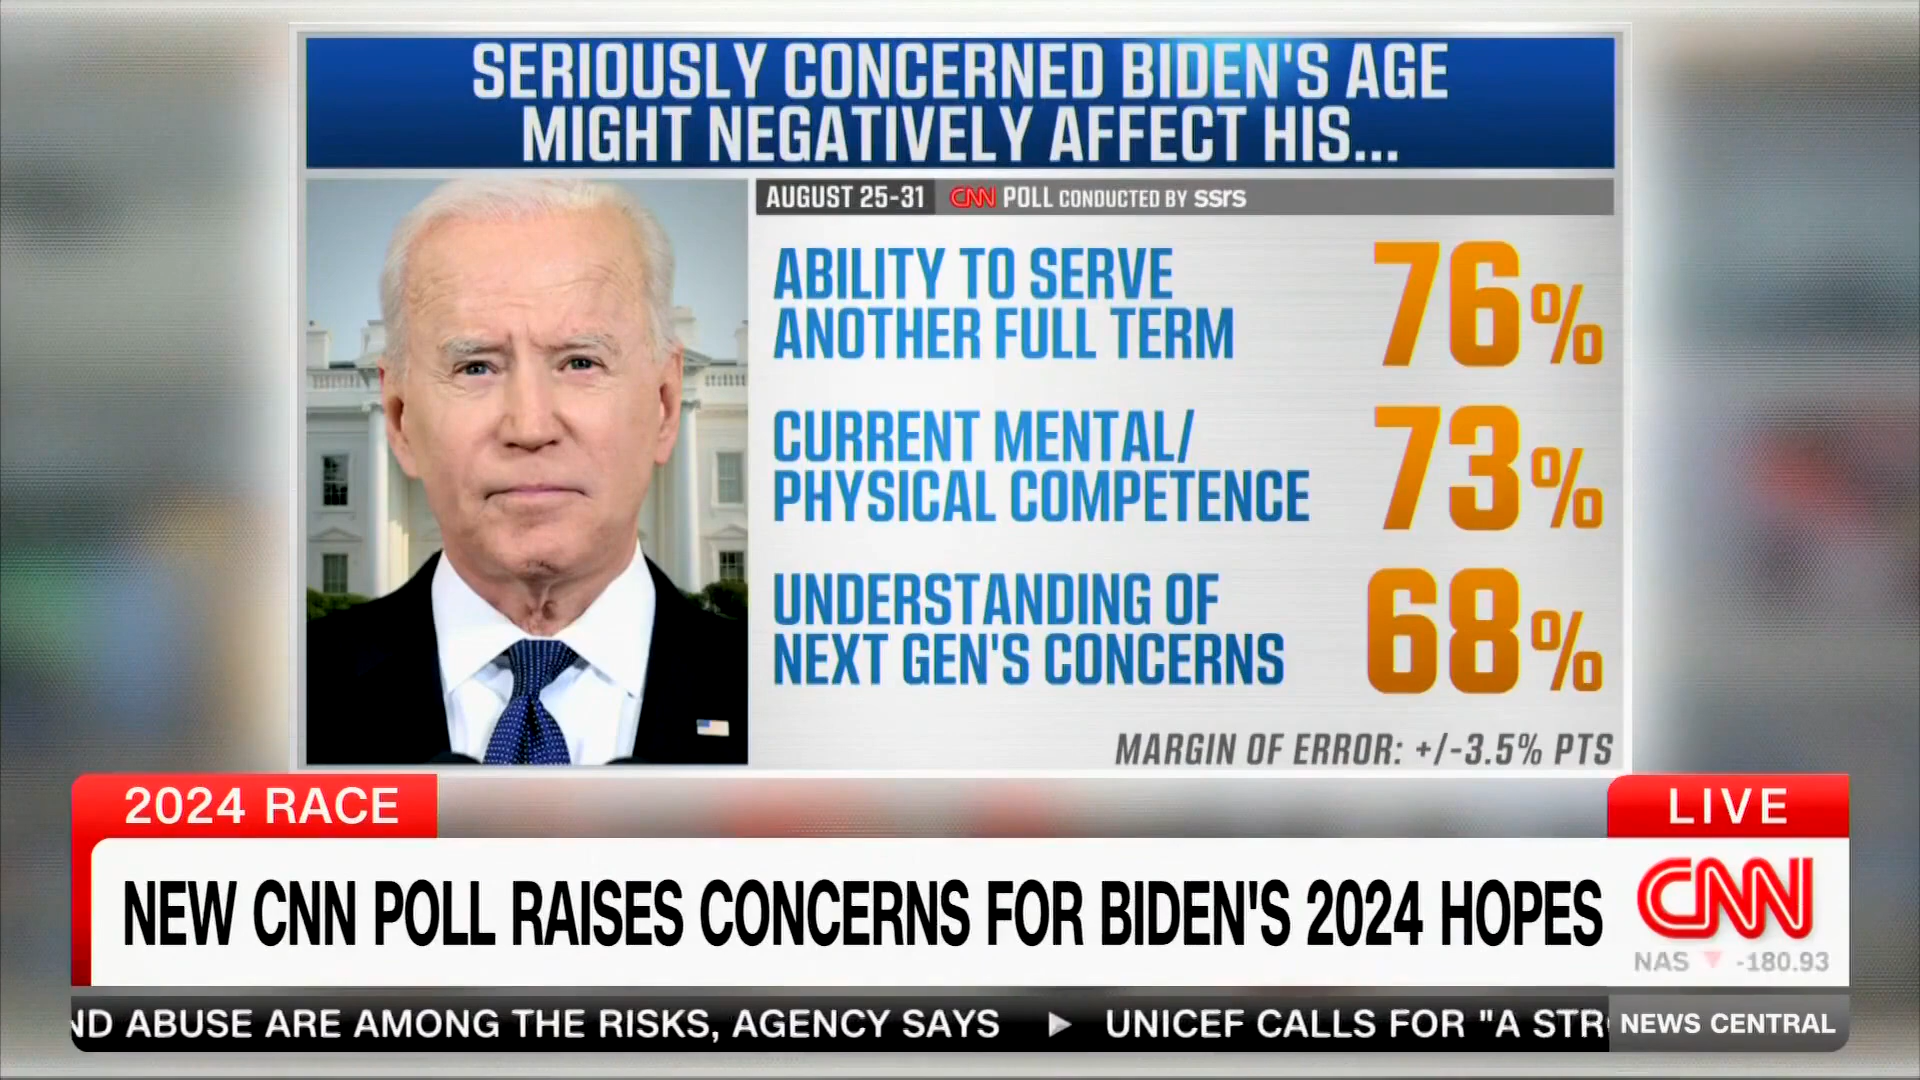 SERIOUSLY CONCERNED BIDEN'S AGE
MIGHT NEGATIVELY AFFECT HIS...
AUGUST 25-31 CNN POLL CONDUCTED BY SSRS
ABILITY TO SERVE
ANOTHER FULL TERM
76%
CURRENT MENTAL/
PHYSICAL COMPETENCE
73%
UNDERSTANDING OF
NEXT GEN'S CONCERNS
68%
MARGIN OF ERROR: +/-3.5% PTS
2024 RACE
LIVE
NEW CNN POLL RAISES CONCERNS FOR BIDEN'S 2024 HOPES
CNN
NAS ▼ -180.93
ND ABUSE ARE AMONG THE RISKS, AGENCY SAYS ▶ UNICEF CALLS FOR "A STR
NEWS CENTRAL